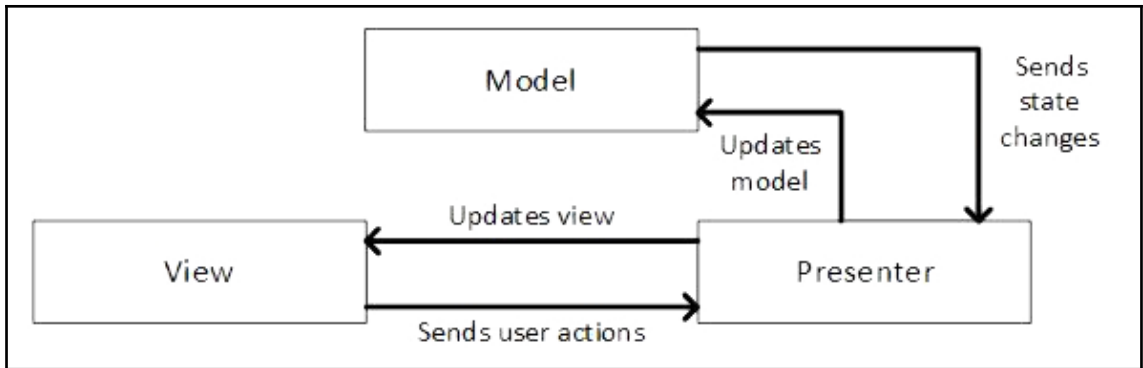 Model
Sends
state
changes
Updates
model
Updates view
View
Presenter
Sends user actions